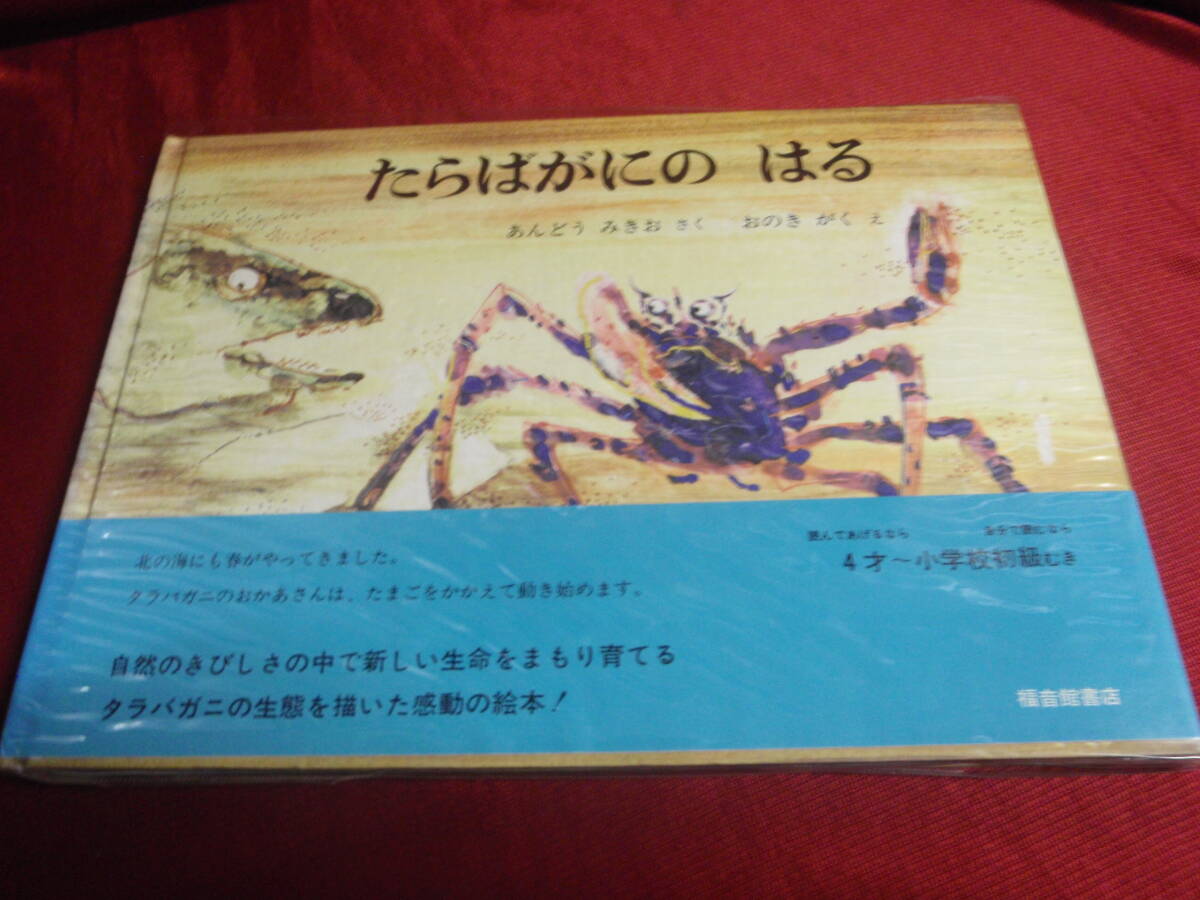 たらばがにの はる
あんどう みきお さく おのき がく え
北の海にも春がやってきました。
タラバガニのおかあさんは、たまごをかかえて動き始めます。
読んであげるなら 自分で読むなら
4才〜小学校初級むき
自然のきびしさの中で新しい生命をまもり育てる
タラバガニの生態を描いた感動の絵本!
福音館書店